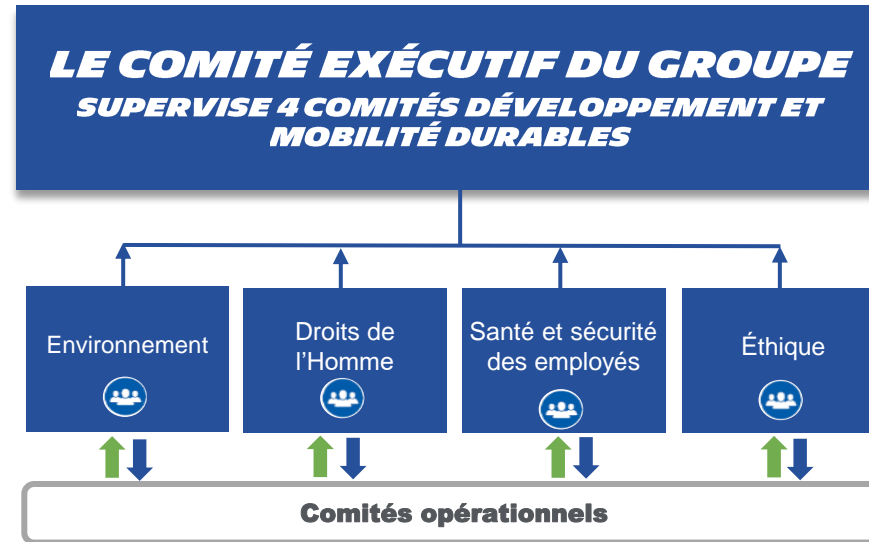 LE COMITÉ EXÉCUTIF DU GROUPE
SUPERVISE 4 COMITÉS DÉVELOPPEMENT ET
MOBILITÉ DURABLES
Environnement
Droits de
l’Homme
Santé et sécurité
des employés
Éthique
Comités opérationnels